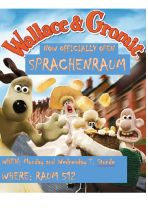 Wallace & Gromit
NOW OFFICIALLY OPEN
SPRACHENRAUM
WHEN: Monday and Wednesday 7. Stunde
WHERE: RAUM 512